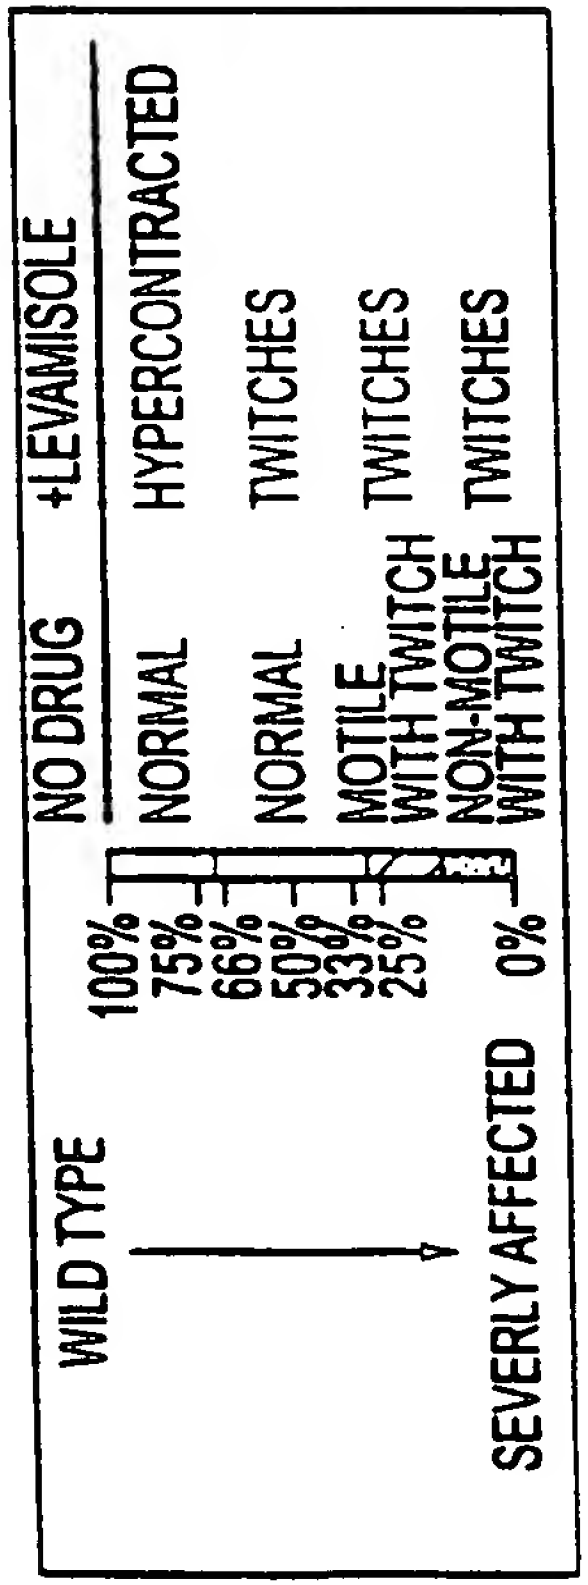 NO DRUG +LEVAMISOLE
WILD TYPE
100%
75%
66%
50%
33%
25%
0%
NORMAL HYPERCONTRACTED
NORMAL TWITCHES
MOTILE
WITH TWITCH TWITCHES
NON-MOTILE
WITH TWITCH TWITCHES
SEVERLY AFFECTED